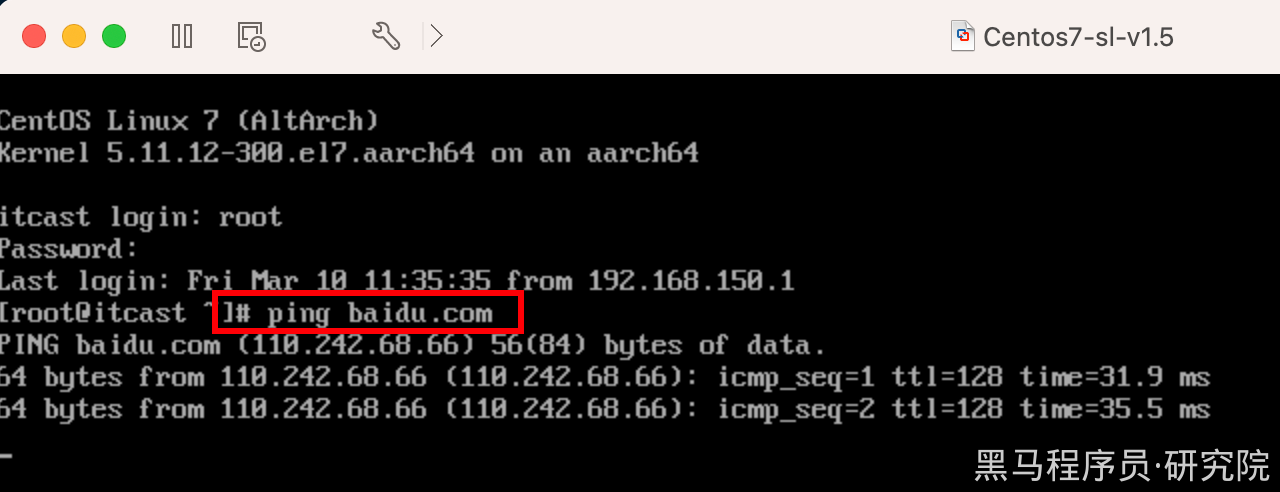 Centos7-sl-v1.5
CentOS Linux 7 (AltArch)
Kernel 5.11.12-300.el7.aarch64 on an aarch64
itcast login: root
Password:
Last login: Fri Mar 10 11:35:35 from 192.168.150.1
[root@itcast ~]# ping baidu.com
PING baidu.com (110.242.68.66) 56(84) bytes of data.
64 bytes from 110.242.68.66 (110.242.68.66): icmp_seq=1 ttl=128 time=31.9 ms
64 bytes from 110.242.68.66 (110.242.68.66): icmp_seq=2 ttl=128 time=35.5 ms
黑马程序员·研究院